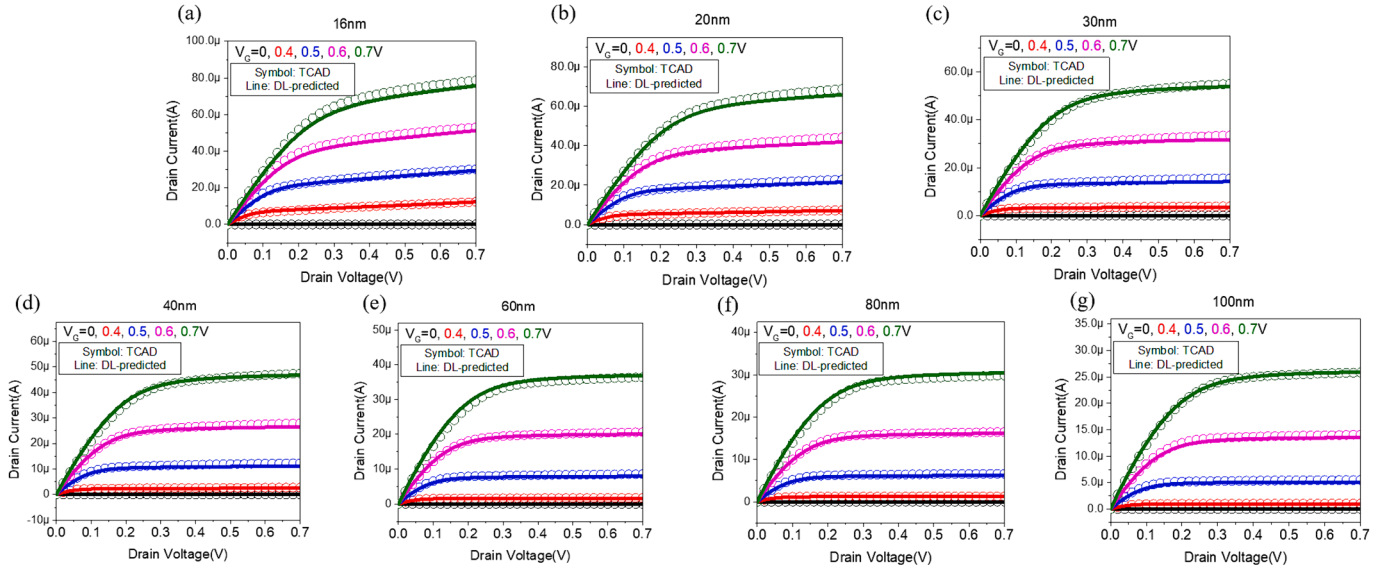 (a)
16nm
V_G=0, 0.4, 0.5, 0.6, 0.7V
Symbol: TCAD
Line: DL-predicted
Drain Current(A)
100.0μ
80.0μ
60.0μ
40.0μ
20.0μ
0.0
0.0 0.1 0.2 0.3 0.4 0.5 0.6 0.7
Drain Voltage(V)
(b)
20nm
V_G=0, 0.4, 0.5, 0.6, 0.7V
Symbol: TCAD
Line: DL-predicted
Drain Current(A)
80.0μ
60.0μ
40.0μ
20.0μ
0.0
0.0 0.1 0.2 0.3 0.4 0.5 0.6 0.7
Drain Voltage(V)
(c)
30nm
V_G=0, 0.4, 0.5, 0.6, 0.7V
Symbol: TCAD
Line: DL-predicted
Drain Current(A)
60.0μ
40.0μ
20.0μ
0.0
0.0 0.1 0.2 0.3 0.4 0.5 0.6 0.7
Drain Voltage(V)
(d)
40nm
V_G=0, 0.4, 0.5, 0.6, 0.7V
Symbol: TCAD
Line: DL-predicted
Drain Current(A)
60μ
50μ
40μ
30μ
20μ
10μ
0
-10μ
0.0 0.1 0.2 0.3 0.4 0.5 0.6 0.7
Drain Voltage(V)
(e)
60nm
V_G=0, 0.4, 0.5, 0.6, 0.7V
Symbol: TCAD
Line: DL-predicted
Drain Current(A)
50μ
40μ
30μ
20μ
10μ
0
0.0 0.1 0.2 0.3 0.4 0.5 0.6 0.7
Drain Voltage(V)
(f)
80nm
V_G=0, 0.4, 0.5, 0.6, 0.7V
Symbol: TCAD
Line: DL-predicted
Drain Current(A)
40μ
30μ
20μ
10μ
0
0.0 0.1 0.2 0.3 0.4 0.5 0.6 0.7
Drain Voltage(V)
(g)
100nm
V_G=0, 0.4, 0.5, 0.6, 0.7V
Symbol: TCAD
Line: DL-predicted
Drain Current(A)
35.0μ
30.0μ
25.0μ
20.0μ
15.0μ
10.0μ
5.0μ
0.0
0.0 0.1 0.2 0.3 0.4 0.5 0.6 0.7
Drain Voltage(V)